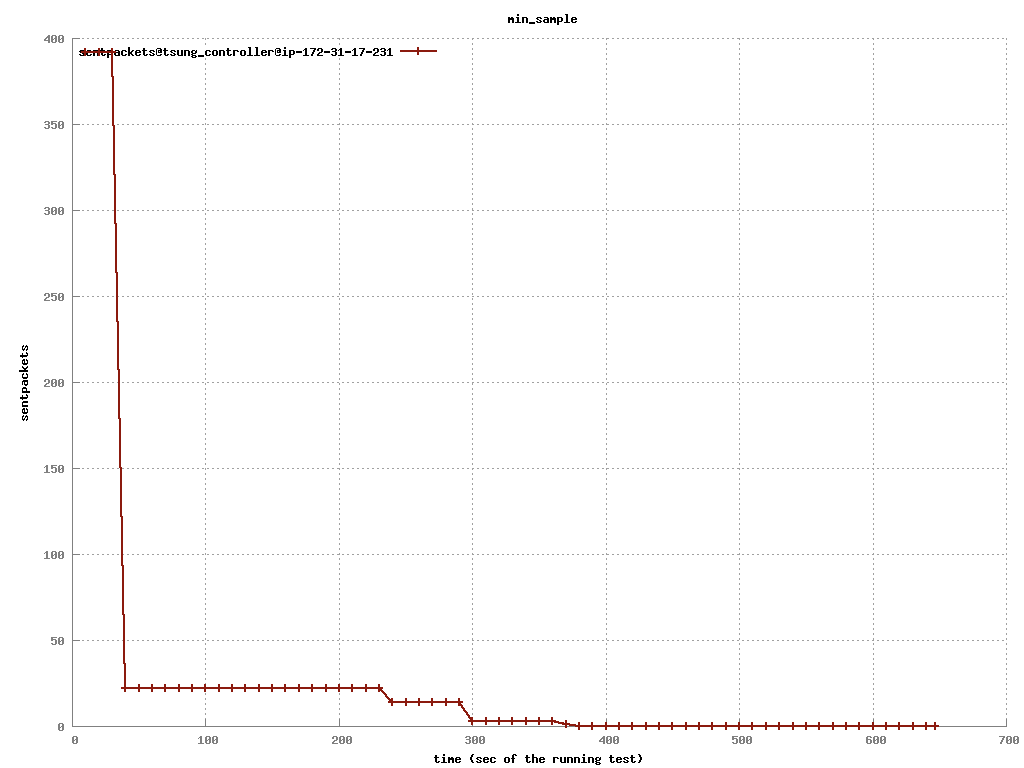 min_sample
sentpackets@tsung_controller@ip-172-31-17-231
400
350
300
250
200
150
100
50
0
sentpackets
0 100 200 300 400 500 600 700
time (sec of the running test)